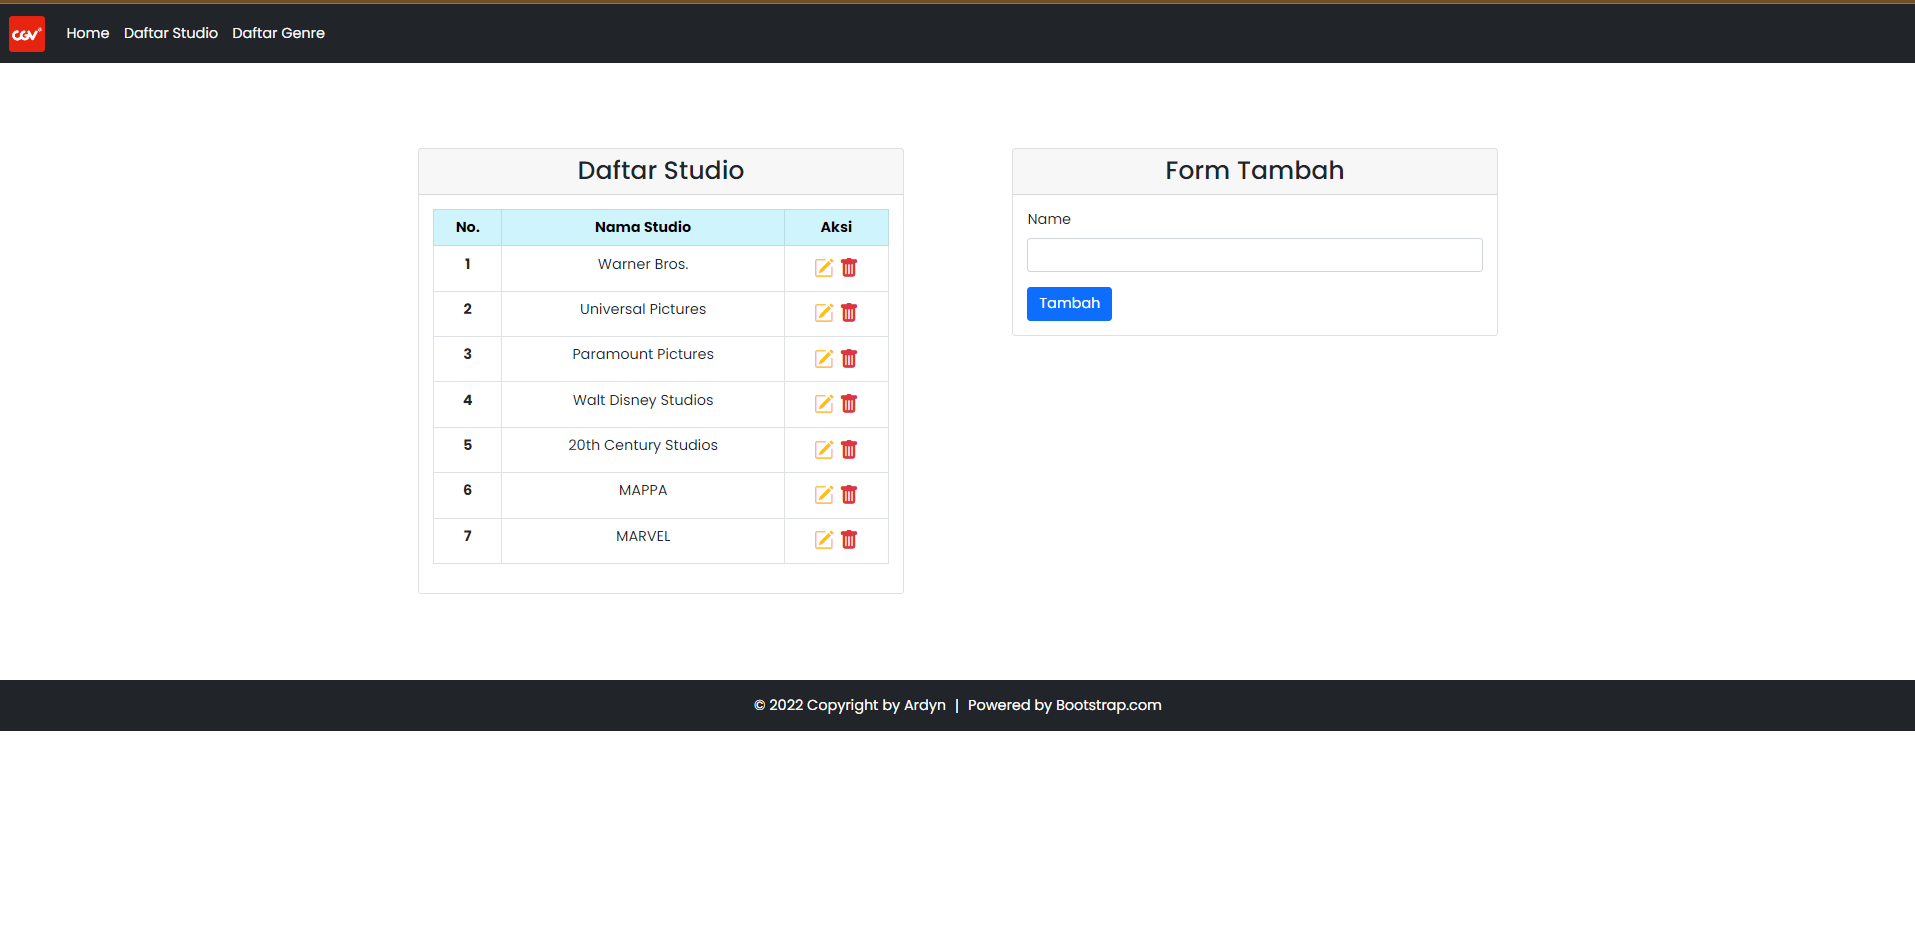 CGV Home Daftar Studio Daftar Genre
Daftar Studio
No. Nama Studio Aksi
1 Warner Bros.
2 Universal Pictures
3 Paramount Pictures
4 Walt Disney Studios
5 20th Century Studios
6 MAPPA
7 MARVEL
Form Tambah
Name
Tambah
© 2022 Copyright by Ardyn | Powered by Bootstrap.com